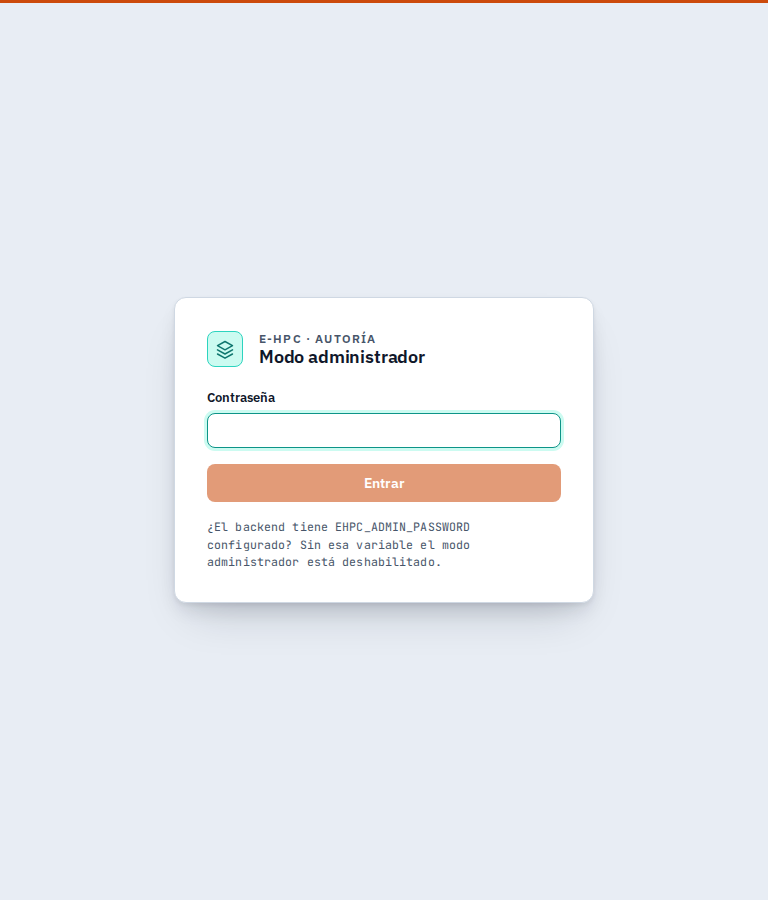 E-HPC · AUTORÍA
Modo administrador
Contraseña
Entrar
¿El backend tiene EHPC_ADMIN_PASSWORD
configurado? Sin esa variable el modo
administrador está deshabilitado.